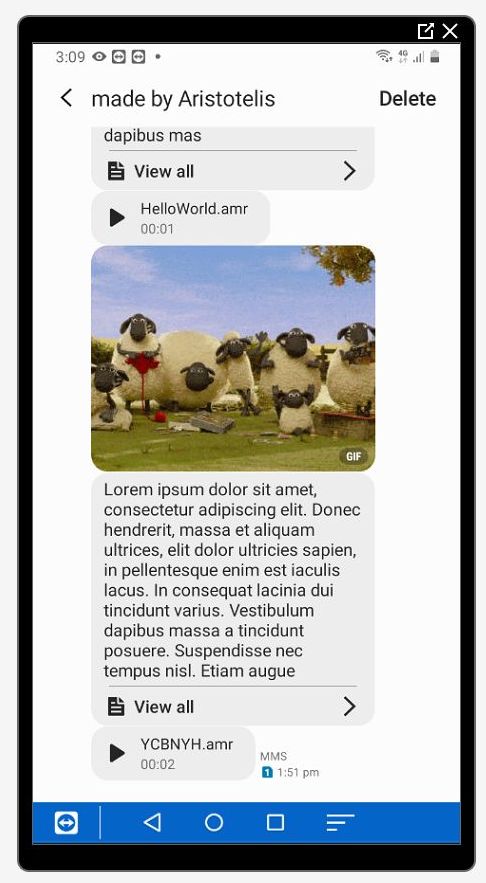 3:09
4G
made by Aristotelis
Delete
dapibus mas
View all
HelloWorld.amr
00:01
GIF
Lorem ipsum dolor sit amet,
consectetur adipiscing elit. Donec
hendrerit, massa et aliquam
ultrices, elit dolor ultricies sapien,
in pellentesque enim est iaculis
lacus. In consequat lacinia dui
tincidunt varius. Vestibulum
dapibus massa a tincidunt
posuere. Suspendisse nec
tempus nisl. Etiam augue
View all
YCBNYH.amr
00:02
MMS
1 1:51 pm